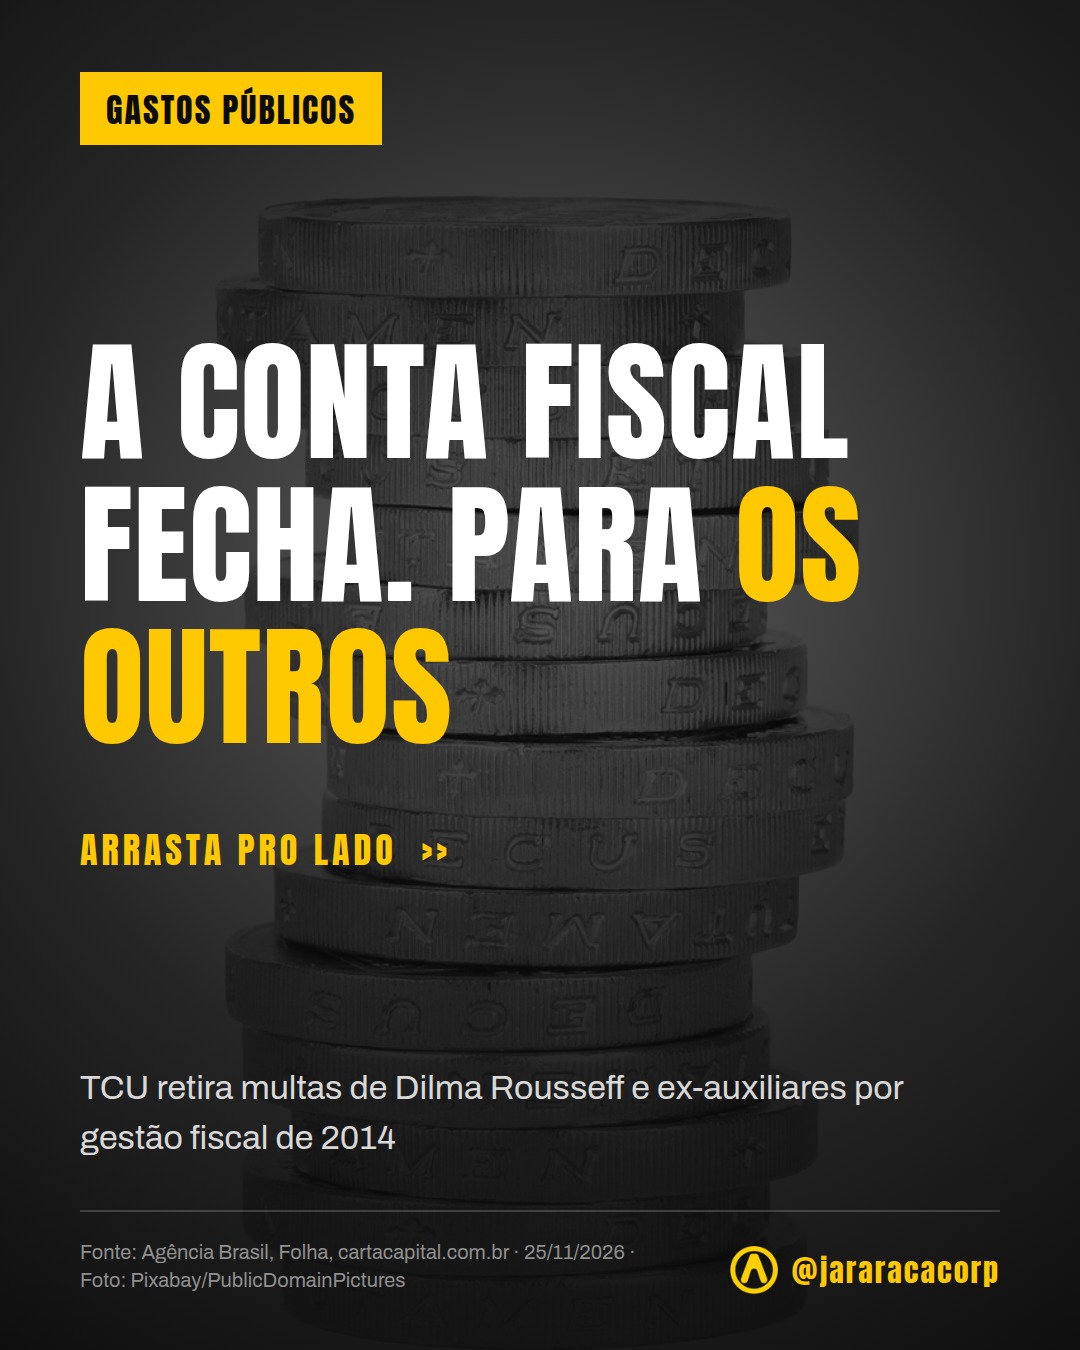 GASTOS PÚBLICOS
A CONTA FISCAL
FECHA. PARA OS
OUTROS
ARRASTA PRO LADO >>
TCU retira multas de Dilma Rousseff e ex-auxiliares por
gestão fiscal de 2014
Fonte: Agência Brasil, Folha, cartacapital.com.br · 25/11/2026 ·
Foto: Pixabay/PublicDomainPictures
@jararacacorp